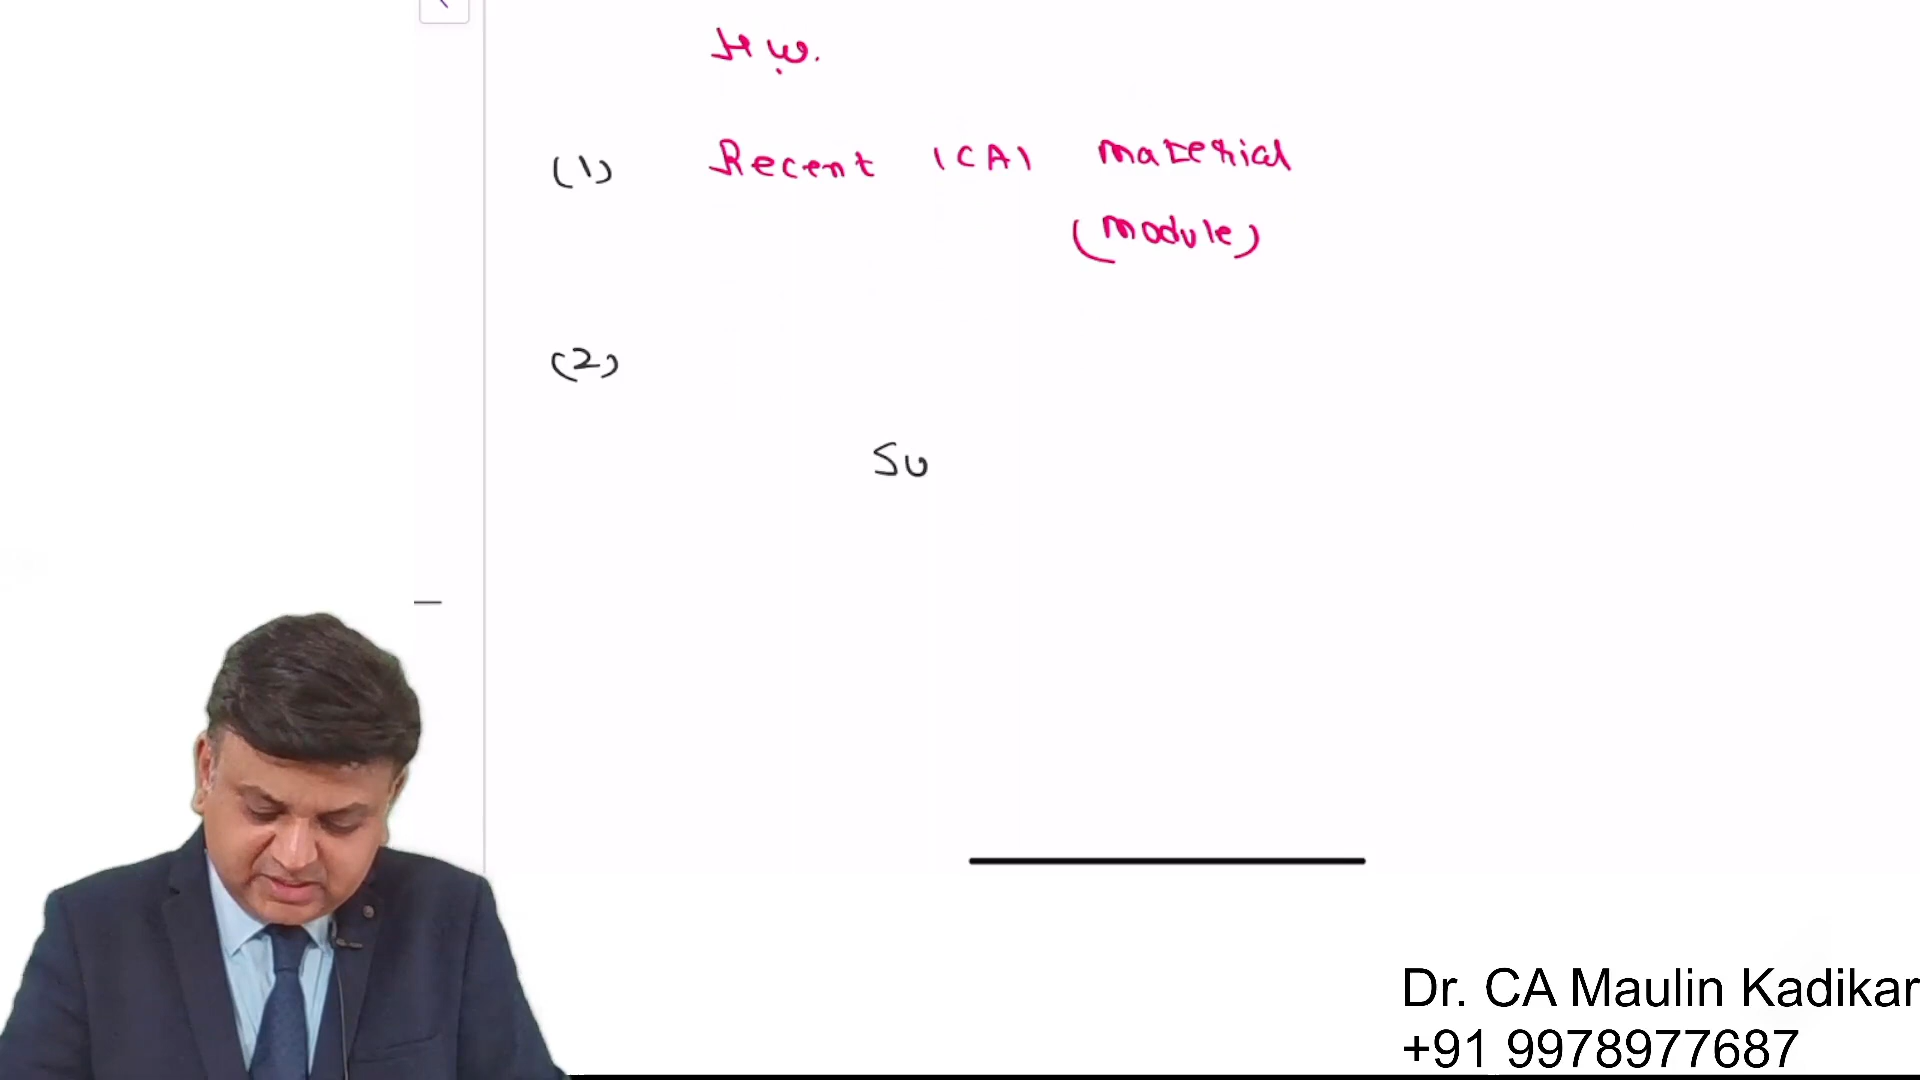 (1) Recent ICAI material
(module)
(2)
Su
Dr. CA Maulin Kadikar
+91 9978977687